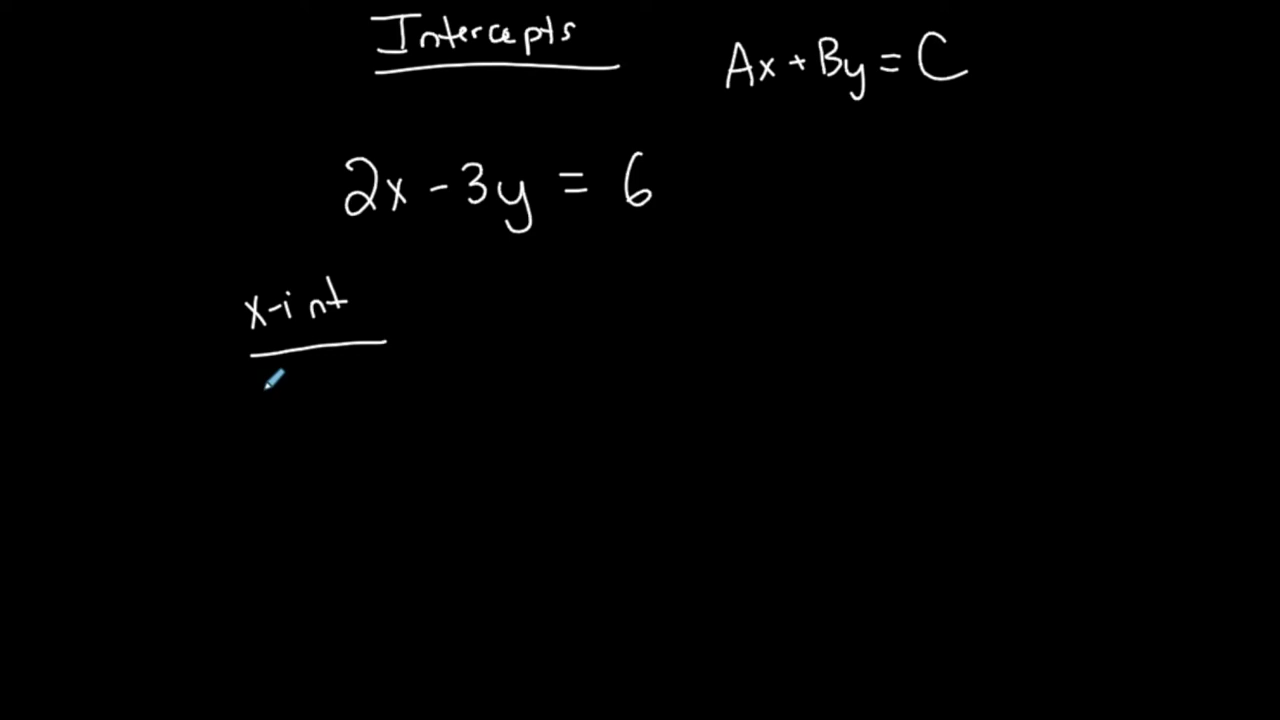 Intercepts
Ax + By = C
2x - 3y = 6
x-int